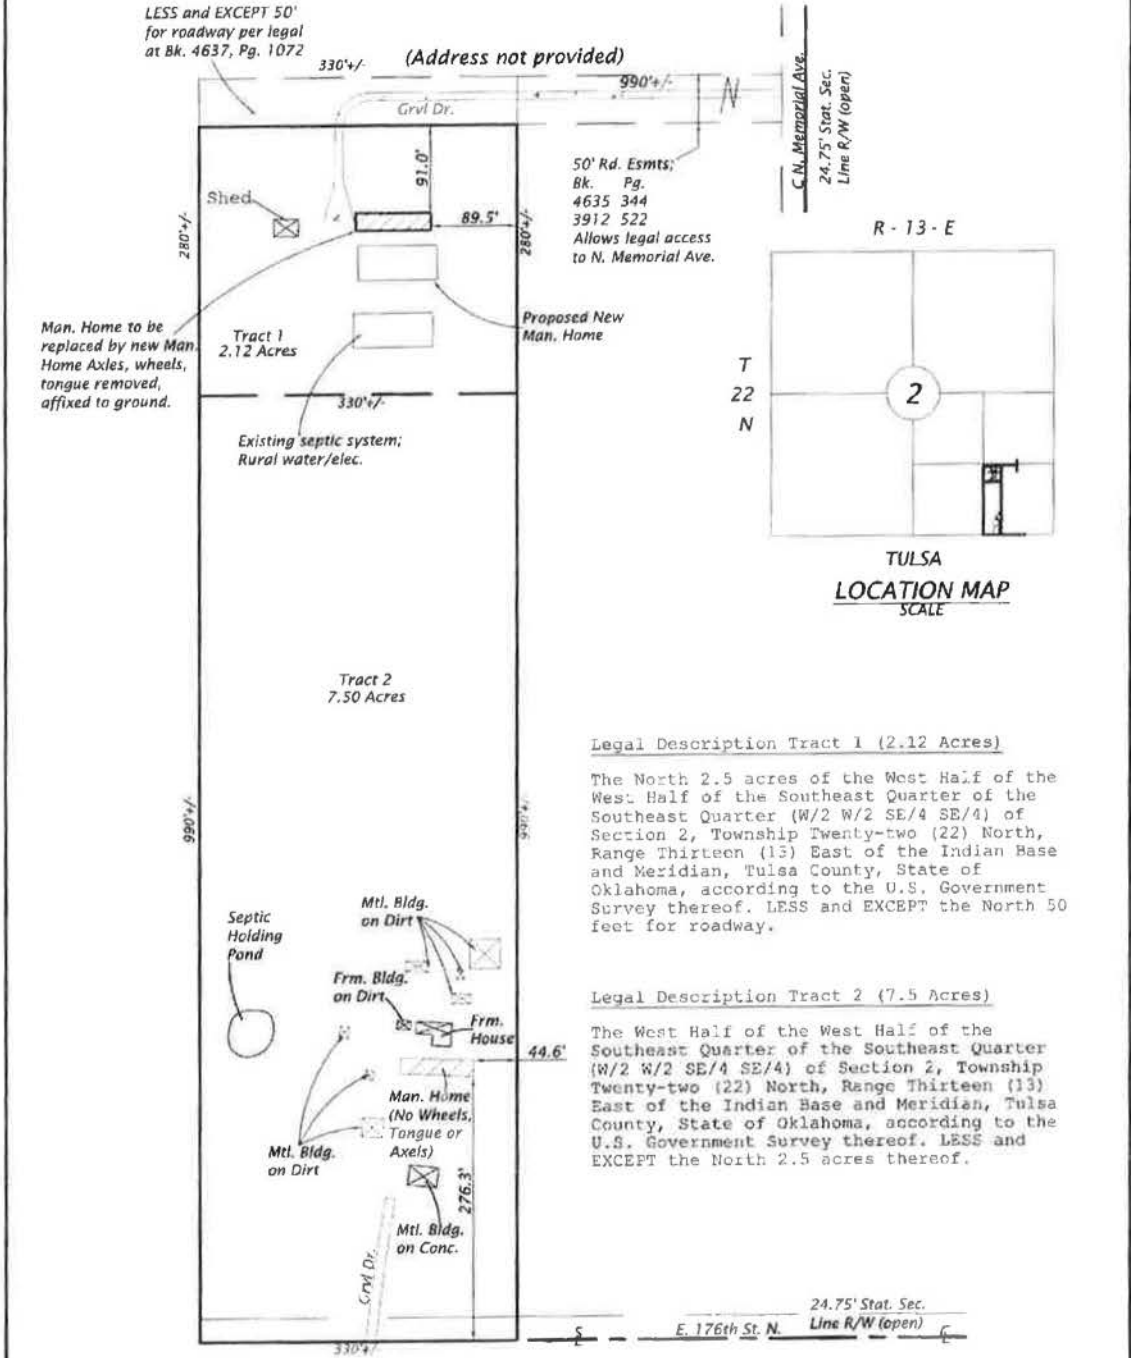 LESS and EXCEPT 50'
for roadway per legal
at Bk. 4637, Pg. 1072
(Address not provided)
330'+/-
990'+/-
N
Grvl Dr.
C N. Memorial Ave.
24.75' Stat. Sec.
Line R/W (open)
91.0'
50' Rd. Esmts;
Bk. Pg.
4635 344
3912 522
Allows legal access
to N. Memorial Ave.
Shed
89.5'
280'+/-
280'+/-
R - 13 - E
Man. Home to be
replaced by new Man.
Home Axles, wheels,
tongue removed,
affixed to ground.
Tract 1
2.12 Acres
Proposed New
Man. Home
330'+/-
Existing septic system;
Rural water/elec.
T
22
N
2
TULSA
LOCATION MAP
SCALE
Tract 2
7.50 Acres
990'+/-
990'+/-
Legal Description Tract 1 (2.12 Acres)
The North 2.5 acres of the West Half of the
West Half of the Southeast Quarter of the
Southeast Quarter (W/2 W/2 SE/4 SE/4) of
Section 2, Township Twenty-two (22) North,
Range Thirteen (13) East of the Indian Base
and Meridian, Tulsa County, State of
Oklahoma, according to the U.S. Government
Survey thereof. LESS and EXCEPT the North 50
feet for roadway.
Septic
Holding
Pond
Mtl. Bldg.
on Dirt
Frm. Bldg.
on Dirt
Frm.
House
44.6'
Man. Home
(No Wheels,
Tongue or
Axels)
Mtl. Bldg.
on Dirt
276.3'
Mtl. Bldg.
on Conc.
Grvl Dr.
Legal Description Tract 2 (7.5 Acres)
The West Half of the West Half of the
Southeast Quarter of the Southeast Quarter
(W/2 W/2 SE/4 SE/4) of Section 2, Township
Twenty-two (22) North, Range Thirteen (13)
East of the Indian Base and Meridian, Tulsa
County, State of Oklahoma, according to the
U.S. Government Survey thereof. LESS and
EXCEPT the North 2.5 acres thereof.
330'+/-
E. 176th St. N.
24.75' Stat. Sec.
Line R/W (open)